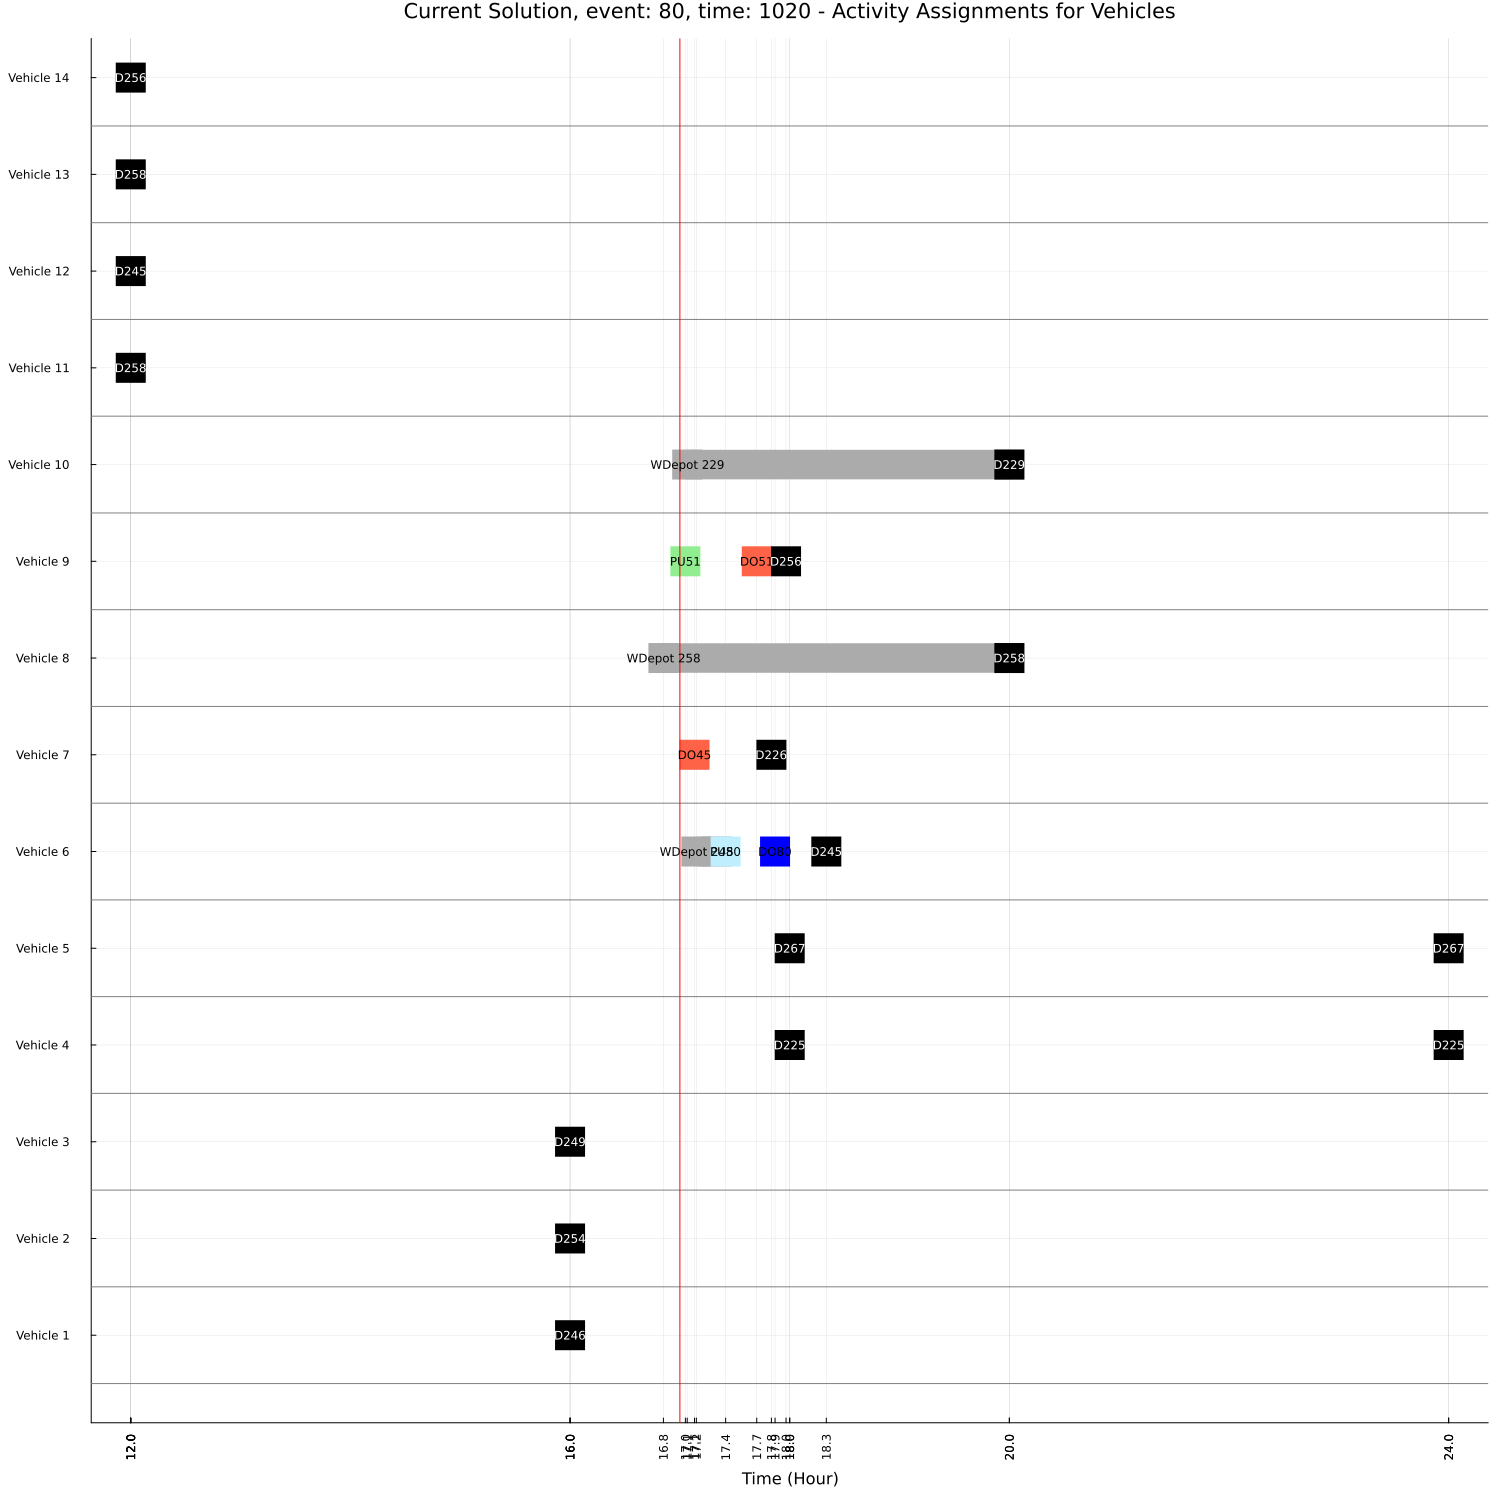 Current Solution, event: 80, time: 1020 - Activity Assignments for Vehicles
Vehicle 14 D256
Vehicle 13 D258
Vehicle 12 D245
Vehicle 11 D258
Vehicle 10 WDepot 229 D229
Vehicle 9 PU51 DO51 D256
Vehicle 8 WDepot 258 D258
Vehicle 7 DO45 D226
Vehicle 6 WDepot DO80 D245
Vehicle 5 D267 D267
Vehicle 4 D225 D225
Vehicle 3 D249
Vehicle 2 D254
Vehicle 1 D246
12.0 16.0 16.8 17.4 17.7 18.3 20.0 24.0
Time (Hour)